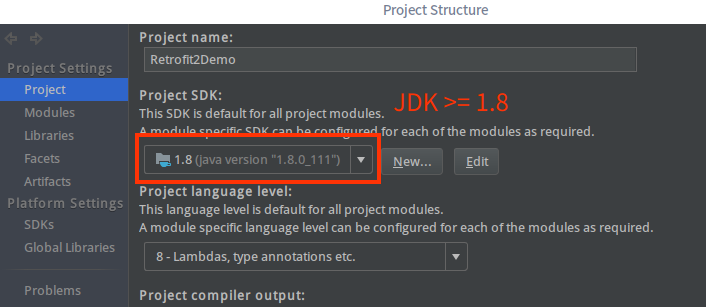 Project Structure
Project Settings
Project
Modules
Libraries
Facets
Artifacts
Platform Settings
SDKs
Global Libraries
Problems
Project name:
Retrofit2Demo
Project SDK:
This SDK is default for all project modules.
A module specific SDK can be configured for each of the modules as required.
JDK >= 1.8
1.8 (java version "1.8.0_111")
New...
Edit
Project language level:
This language level is default for all project modules.
A module specific language level can be configured for each of the modules as required.
8 - Lambdas, type annotations etc.
Project compiler output: